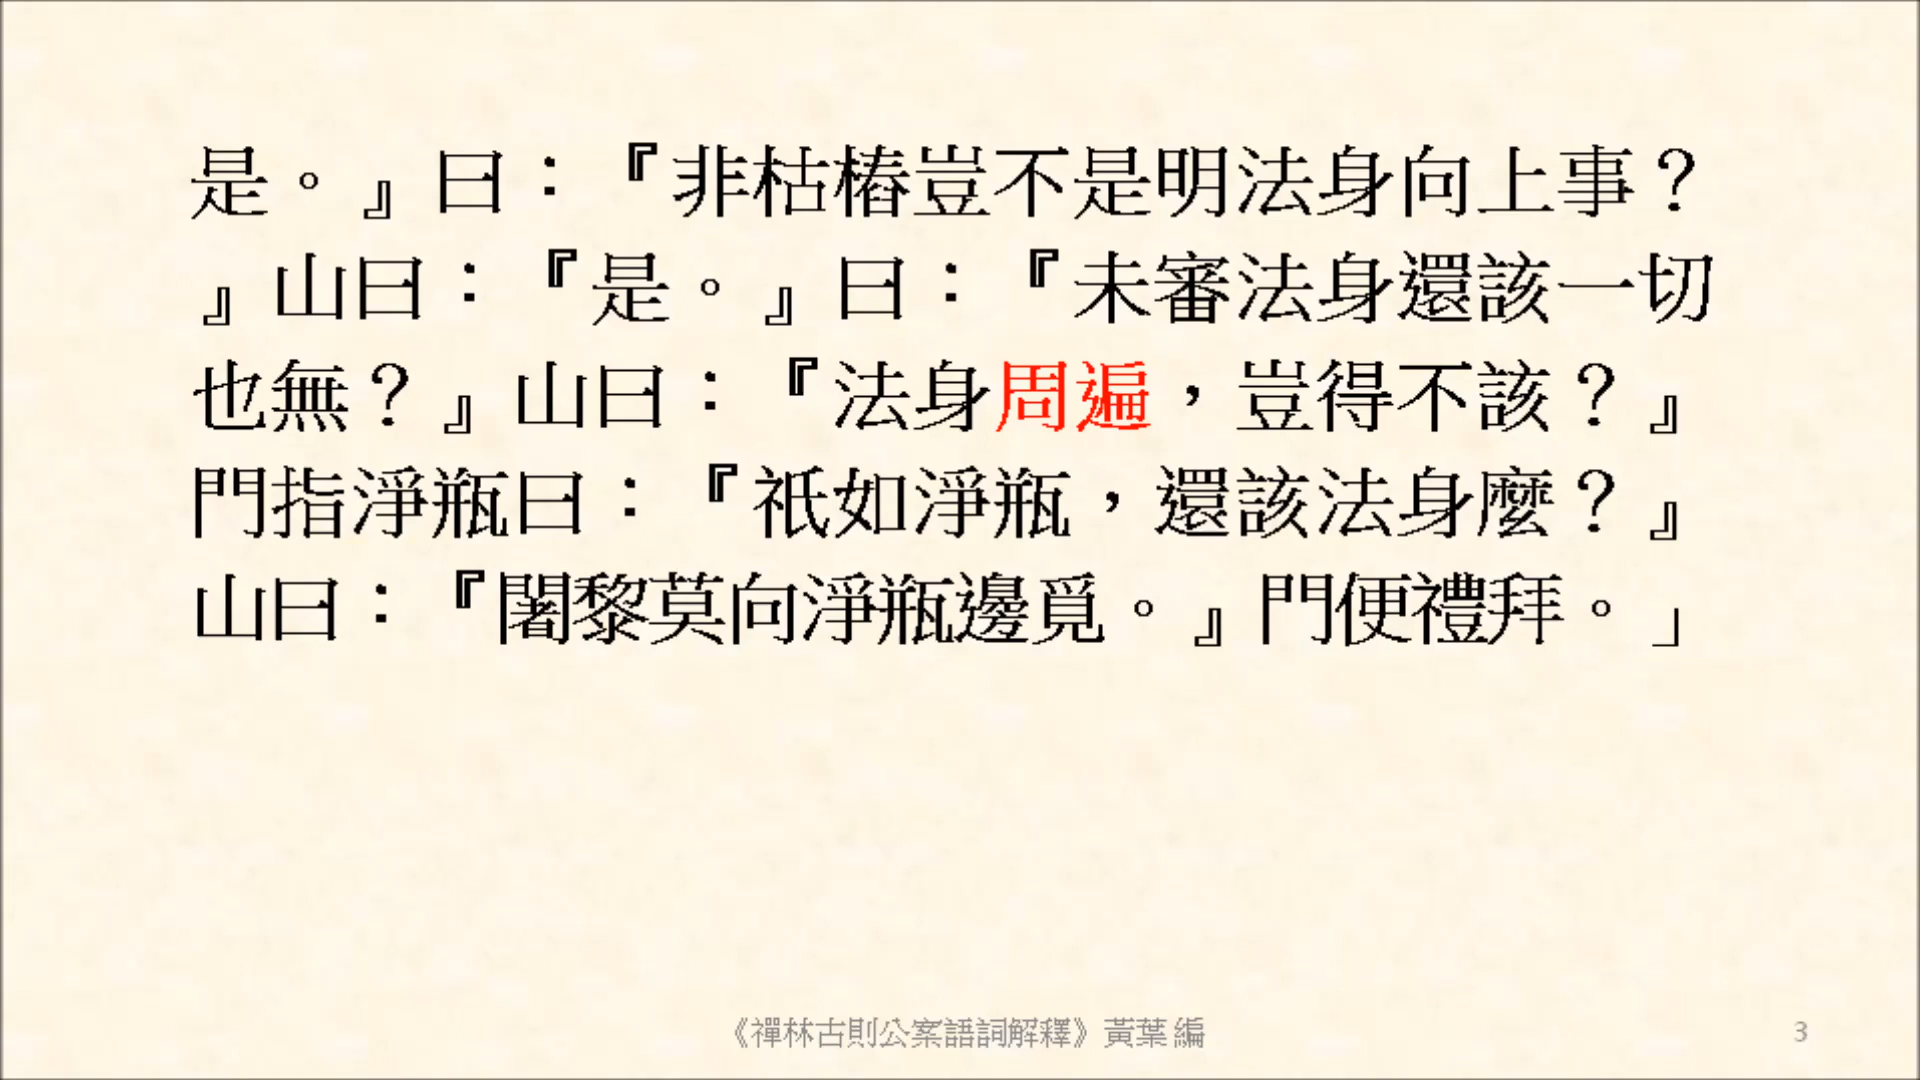 是。』曰：『非枯樁豈不是明法身向上事？
』山曰：『是。』曰：『未審法身還該一切
也無？』山曰：『法身周遍，豈得不該？』
門指淨瓶曰：『祇如淨瓶，還該法身麼？』
山曰：『闍黎莫向淨瓶邊覓。』門便禮拜。」
《禪林古則公案語詞解釋》黃葉 編
3